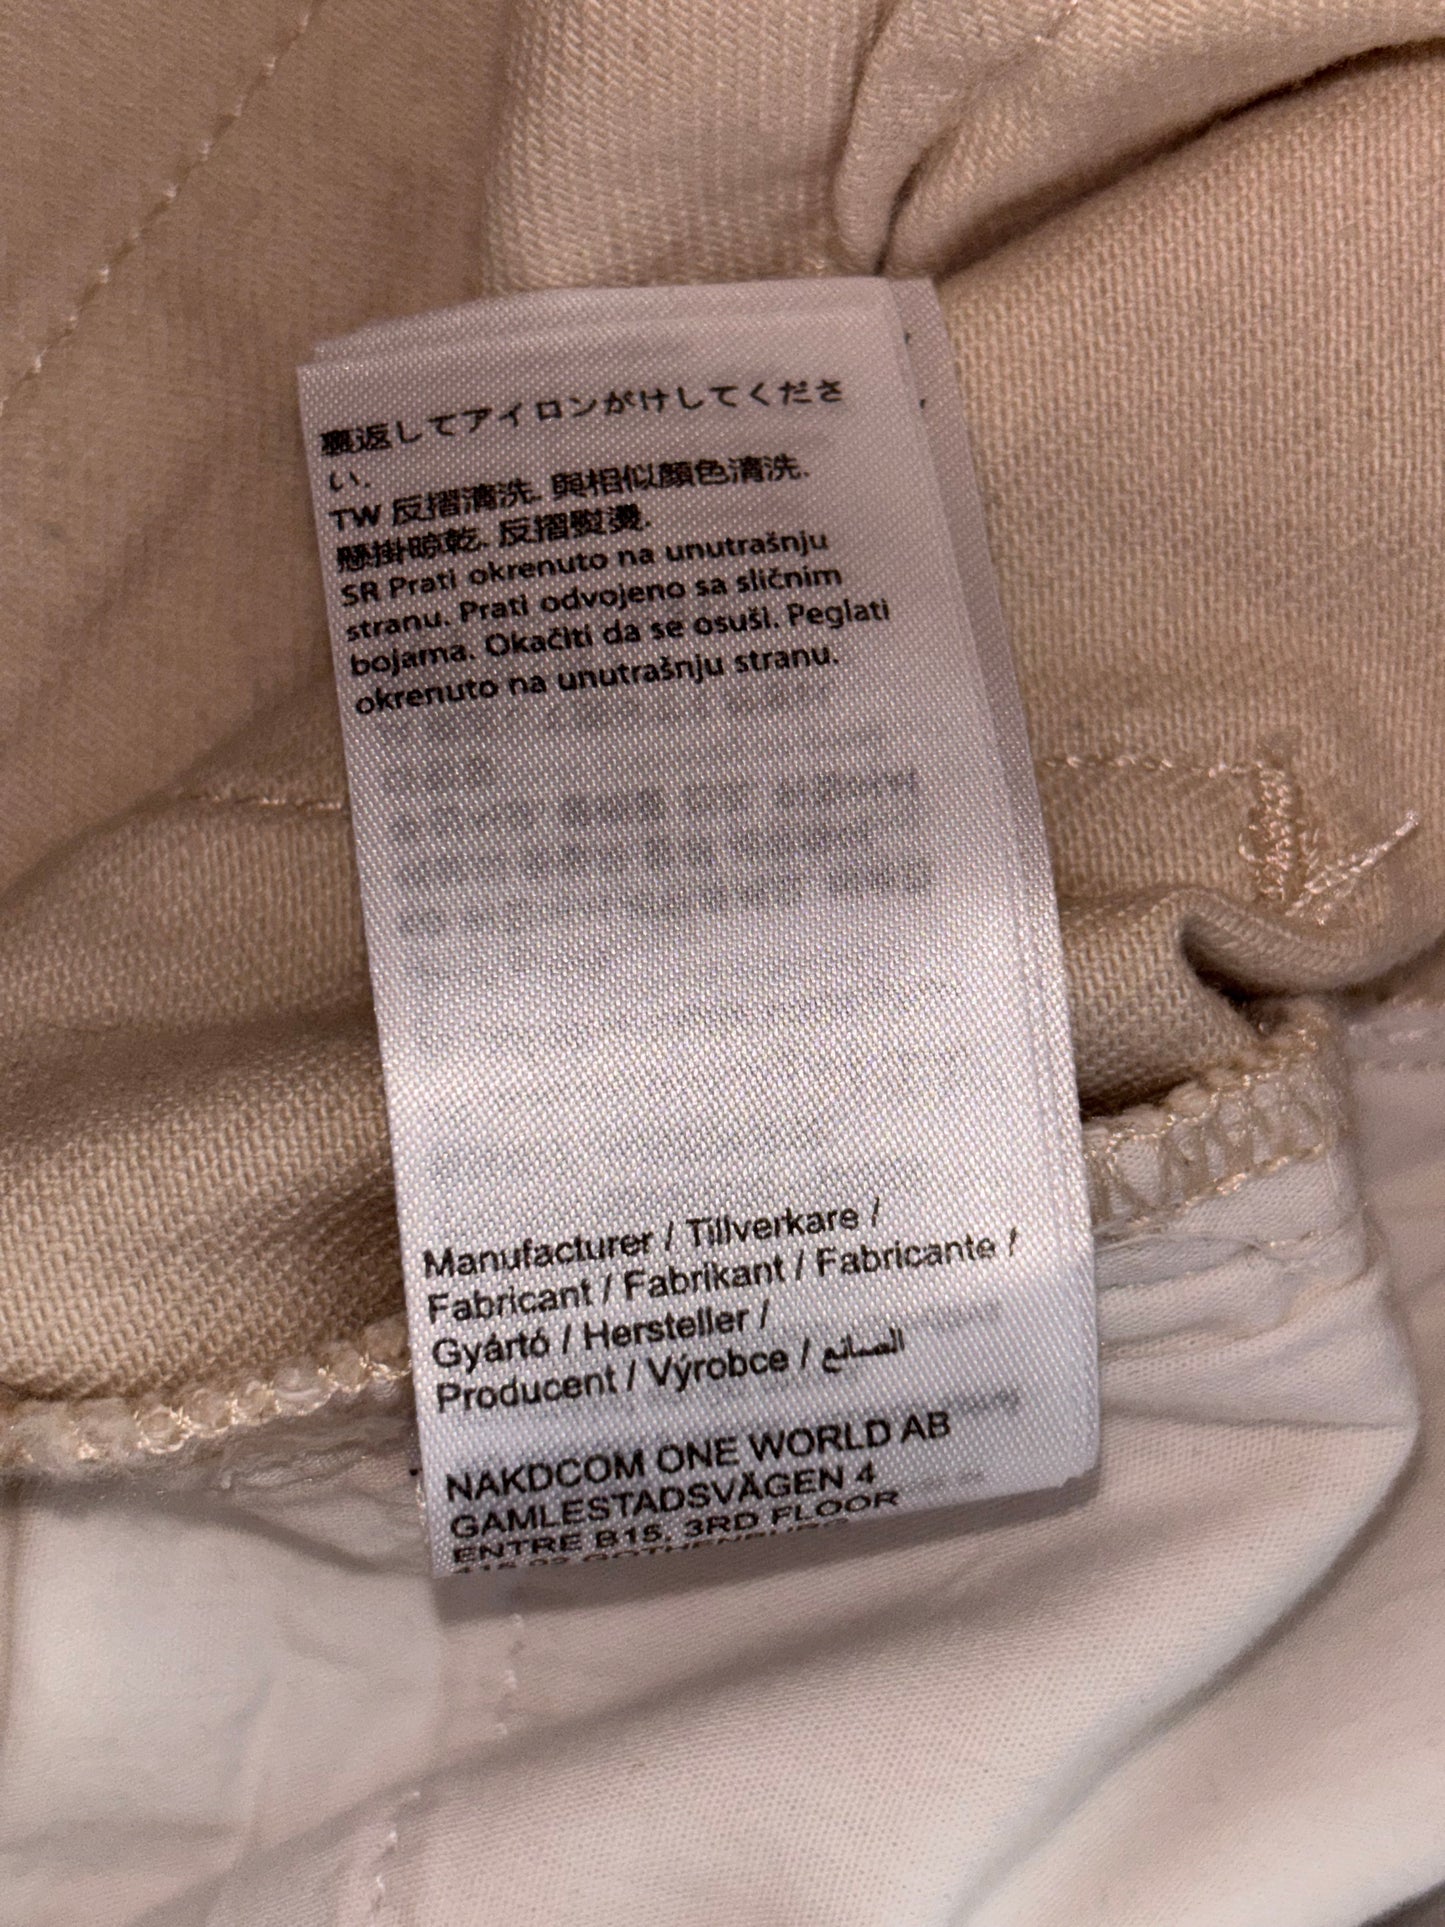 裏返してアイロンがけしてくださ
い.
TW 反摺清洗. 與相似顏色清洗.
懸掛晾乾. 反摺熨燙.
SR Prati okrenuto na unutrašnju
stranu. Prati odvojeno sa sličnim
bojama. Okačiti da se osuši. Peglati
okrenuto na unutrašnju stranu.
Manufacturer / Tillverkare /
Fabricant / Fabrikant / Fabricante /
Gyártó / Hersteller /
Producent / Výrobce / الصانع
NAKDCOM ONE WORLD AB
GAMLESTADSVÄGEN 4
ENTRE B15, 3RD FLOOR
415 02 GOTHENBURG